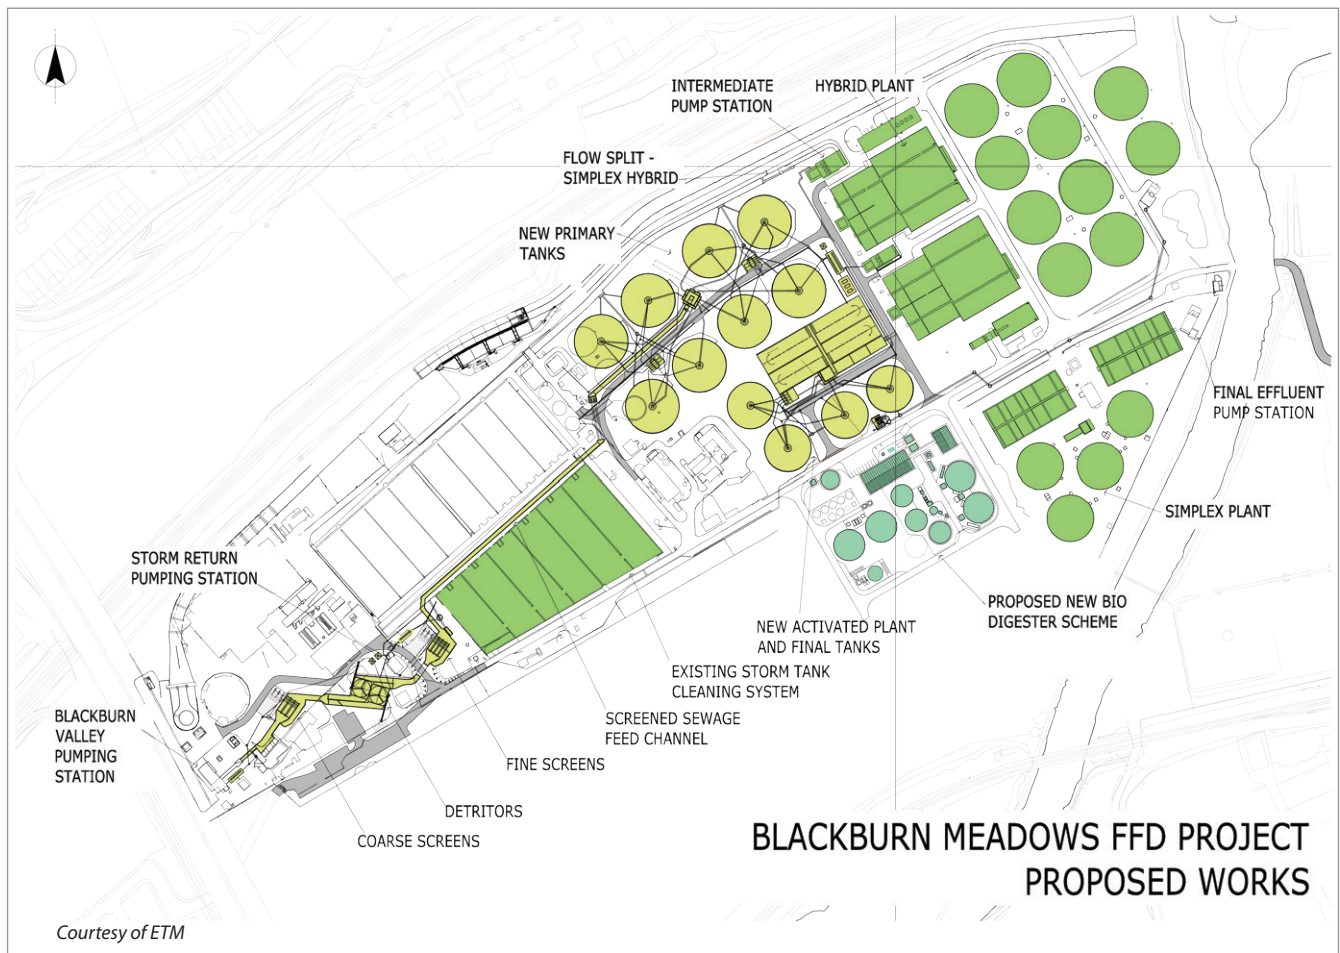 INTERMEDIATE
PUMP STATION
HYBRID PLANT
FLOW SPLIT -
SIMPLEX HYBRID
NEW PRIMARY
TANKS
FINAL EFFLUENT
PUMP STATION
SIMPLEX PLANT
STORM RETURN
PUMPING STATION
PROPOSED NEW BIO
DIGESTER SCHEME
NEW ACTIVATED PLANT
AND FINAL TANKS
EXISTING STORM TANK
CLEANING SYSTEM
SCREENED SEWAGE
FEED CHANNEL
BLACKBURN
VALLEY
PUMPING
STATION
FINE SCREENS
DETRITORS
COARSE SCREENS
BLACKBURN MEADOWS FFD PROJECT
PROPOSED WORKS
Courtesy of ETM